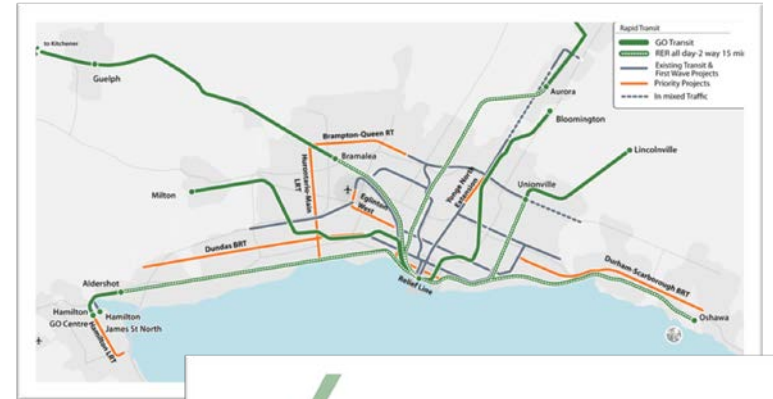 Rapid Transit
GO Transit
RER all day-2 way 15 mi
Existing Transit &
First Wave Projects
Priority Projects
In mixed Traffic
to Kitchener
Guelph
Aurora
Bloomington
Brampton-Queen RT
Bramalea
Lincolnville
Hurontario-Main
LRT
Yonge North
Extension
Milton
Eglinton
West
Unionville
Dundas BRT
Durham-Scarborough BRT
Relief Line
Aldershot
Hamilton
GO Centre
Hamilton
James St North
Hamilton LRT
Oshawa